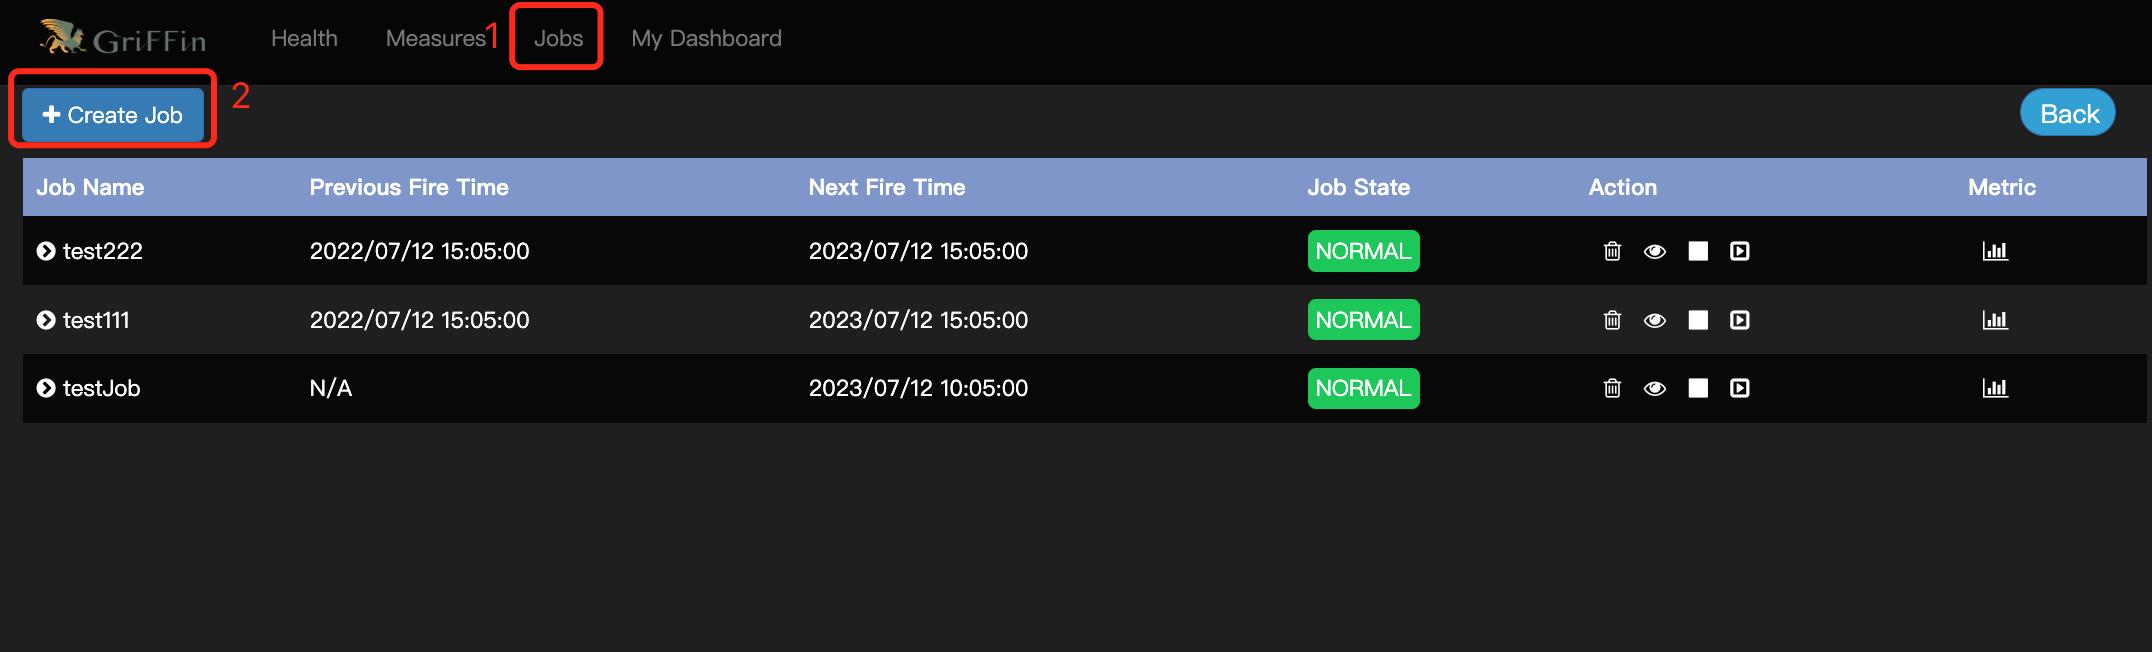 GriFFin Health Measures 1 Jobs My Dashboard
+ Create Job 2 Back
Job Name Previous Fire Time Next Fire Time Job State Action Metric
test222 2022/07/12 15:05:00 2023/07/12 15:05:00 NORMAL
test111 2022/07/12 15:05:00 2023/07/12 15:05:00 NORMAL
testJob N/A 2023/07/12 10:05:00 NORMAL